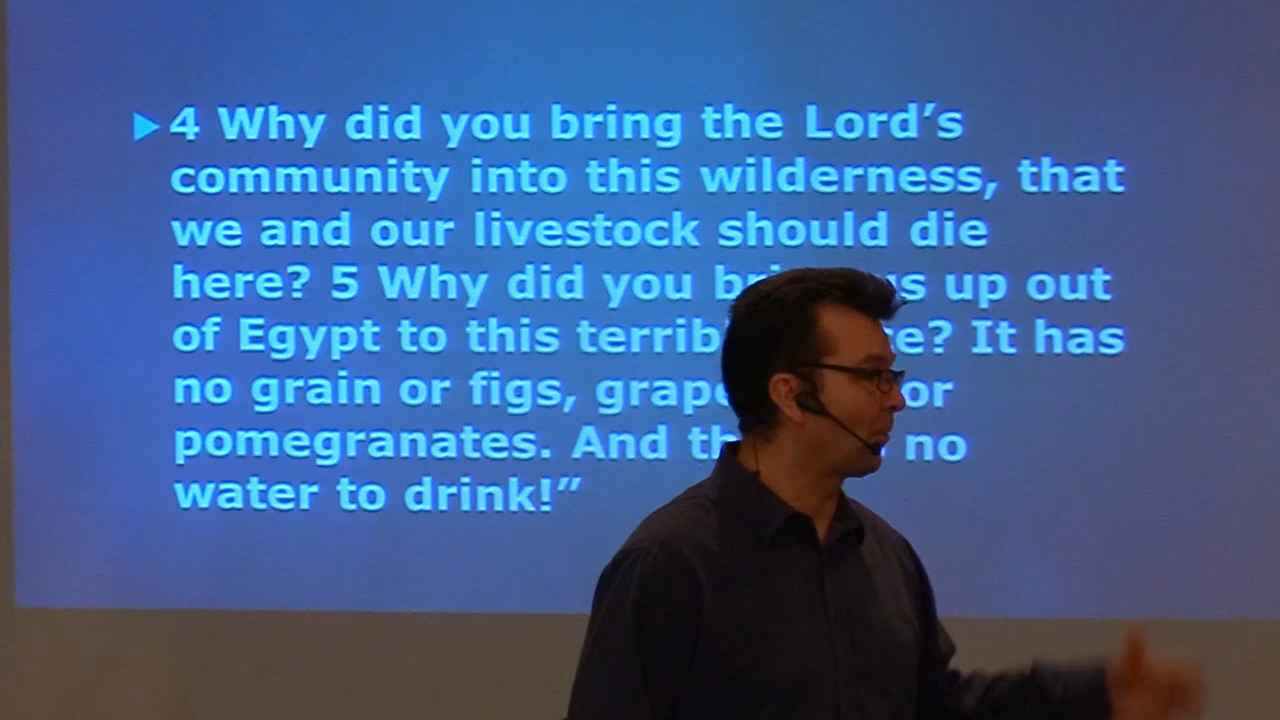 4 Why did you bring the Lord’s
community into this wilderness, that
we and our livestock should die
here? 5 Why did you up out
of Egypt to this It has
no grain or figs, or
pomegranates. And no
water to drink!”